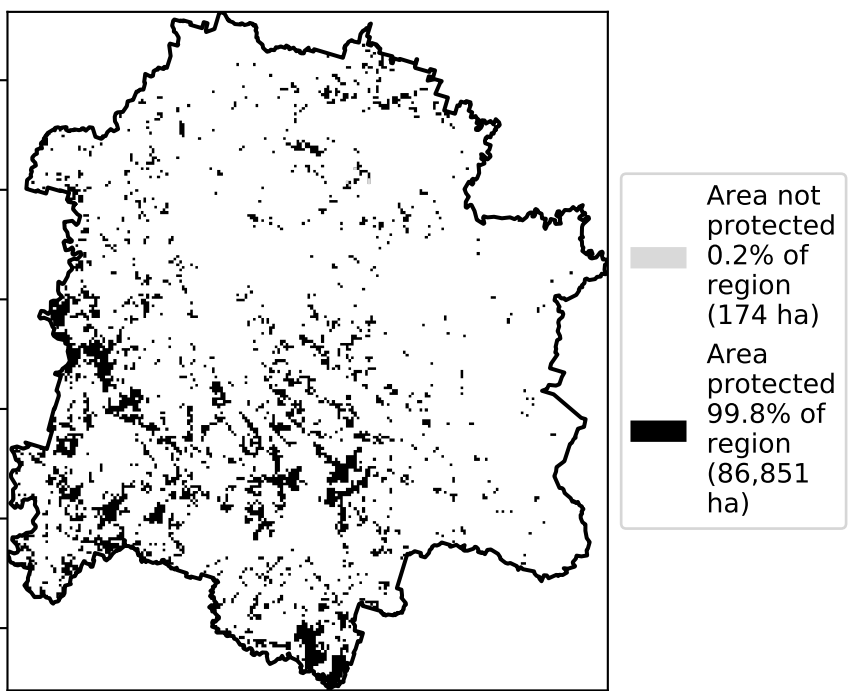 Area not
protected
0.2% of
region
(174 ha)
Area
protected
99.8% of
region
(86,851
ha)